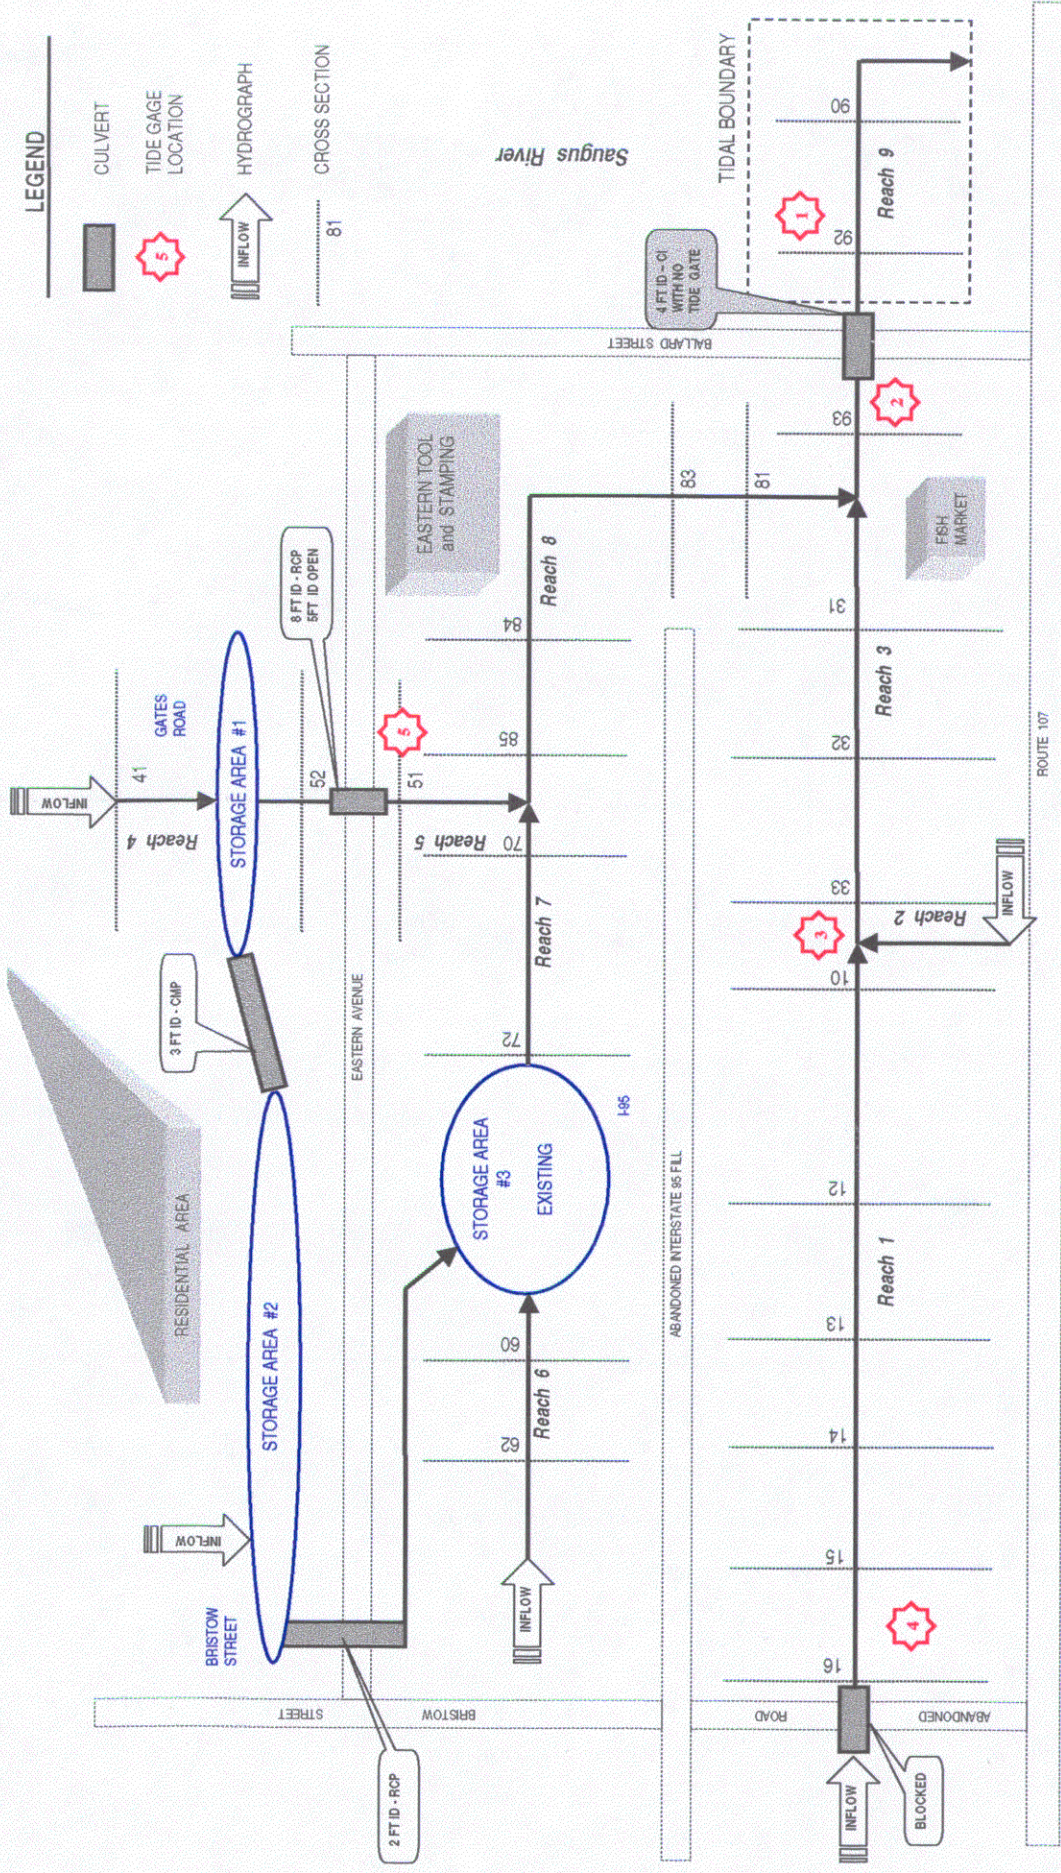 LEGEND
CULVERT
TIDE GAGE
LOCATION
5
HYDROGRAPH
INFLOW
CROSS SECTION
81
Saugus River
TIDAL BOUNDARY
1
90
92
Reach 9
4 FT ID - CI
WITH NO
TIDE GATE
BALLARD STREET
2
93
EASTERN TOOL
and STAMPING
83
81
FISH
MARKET
8 FT ID - RCP
5FT ID OPEN
Reach 8
84
85
31
Reach 3
32
ROUTE 107
GATES
ROAD
INFLOW
41
Reach 4
STORAGE AREA #1
52
5
51
Reach 5
70
Reach 7
72
33
3
Reach 2
INFLOW
10
3 FT ID - CMP
EASTERN AVENUE
RESIDENTIAL AREA
STORAGE AREA
#3
EXISTING
I-95
ABANDONED INTERSTATE 95 FILL
12
Reach 1
13
14
15
4
16
STORAGE AREA #2
60
Reach 6
62
INFLOW
BRISTOW
STREET
INFLOW
STREET
BRISTOW
ROAD
ABANDONED
2 FT ID - RCP
INFLOW
BLOCKED